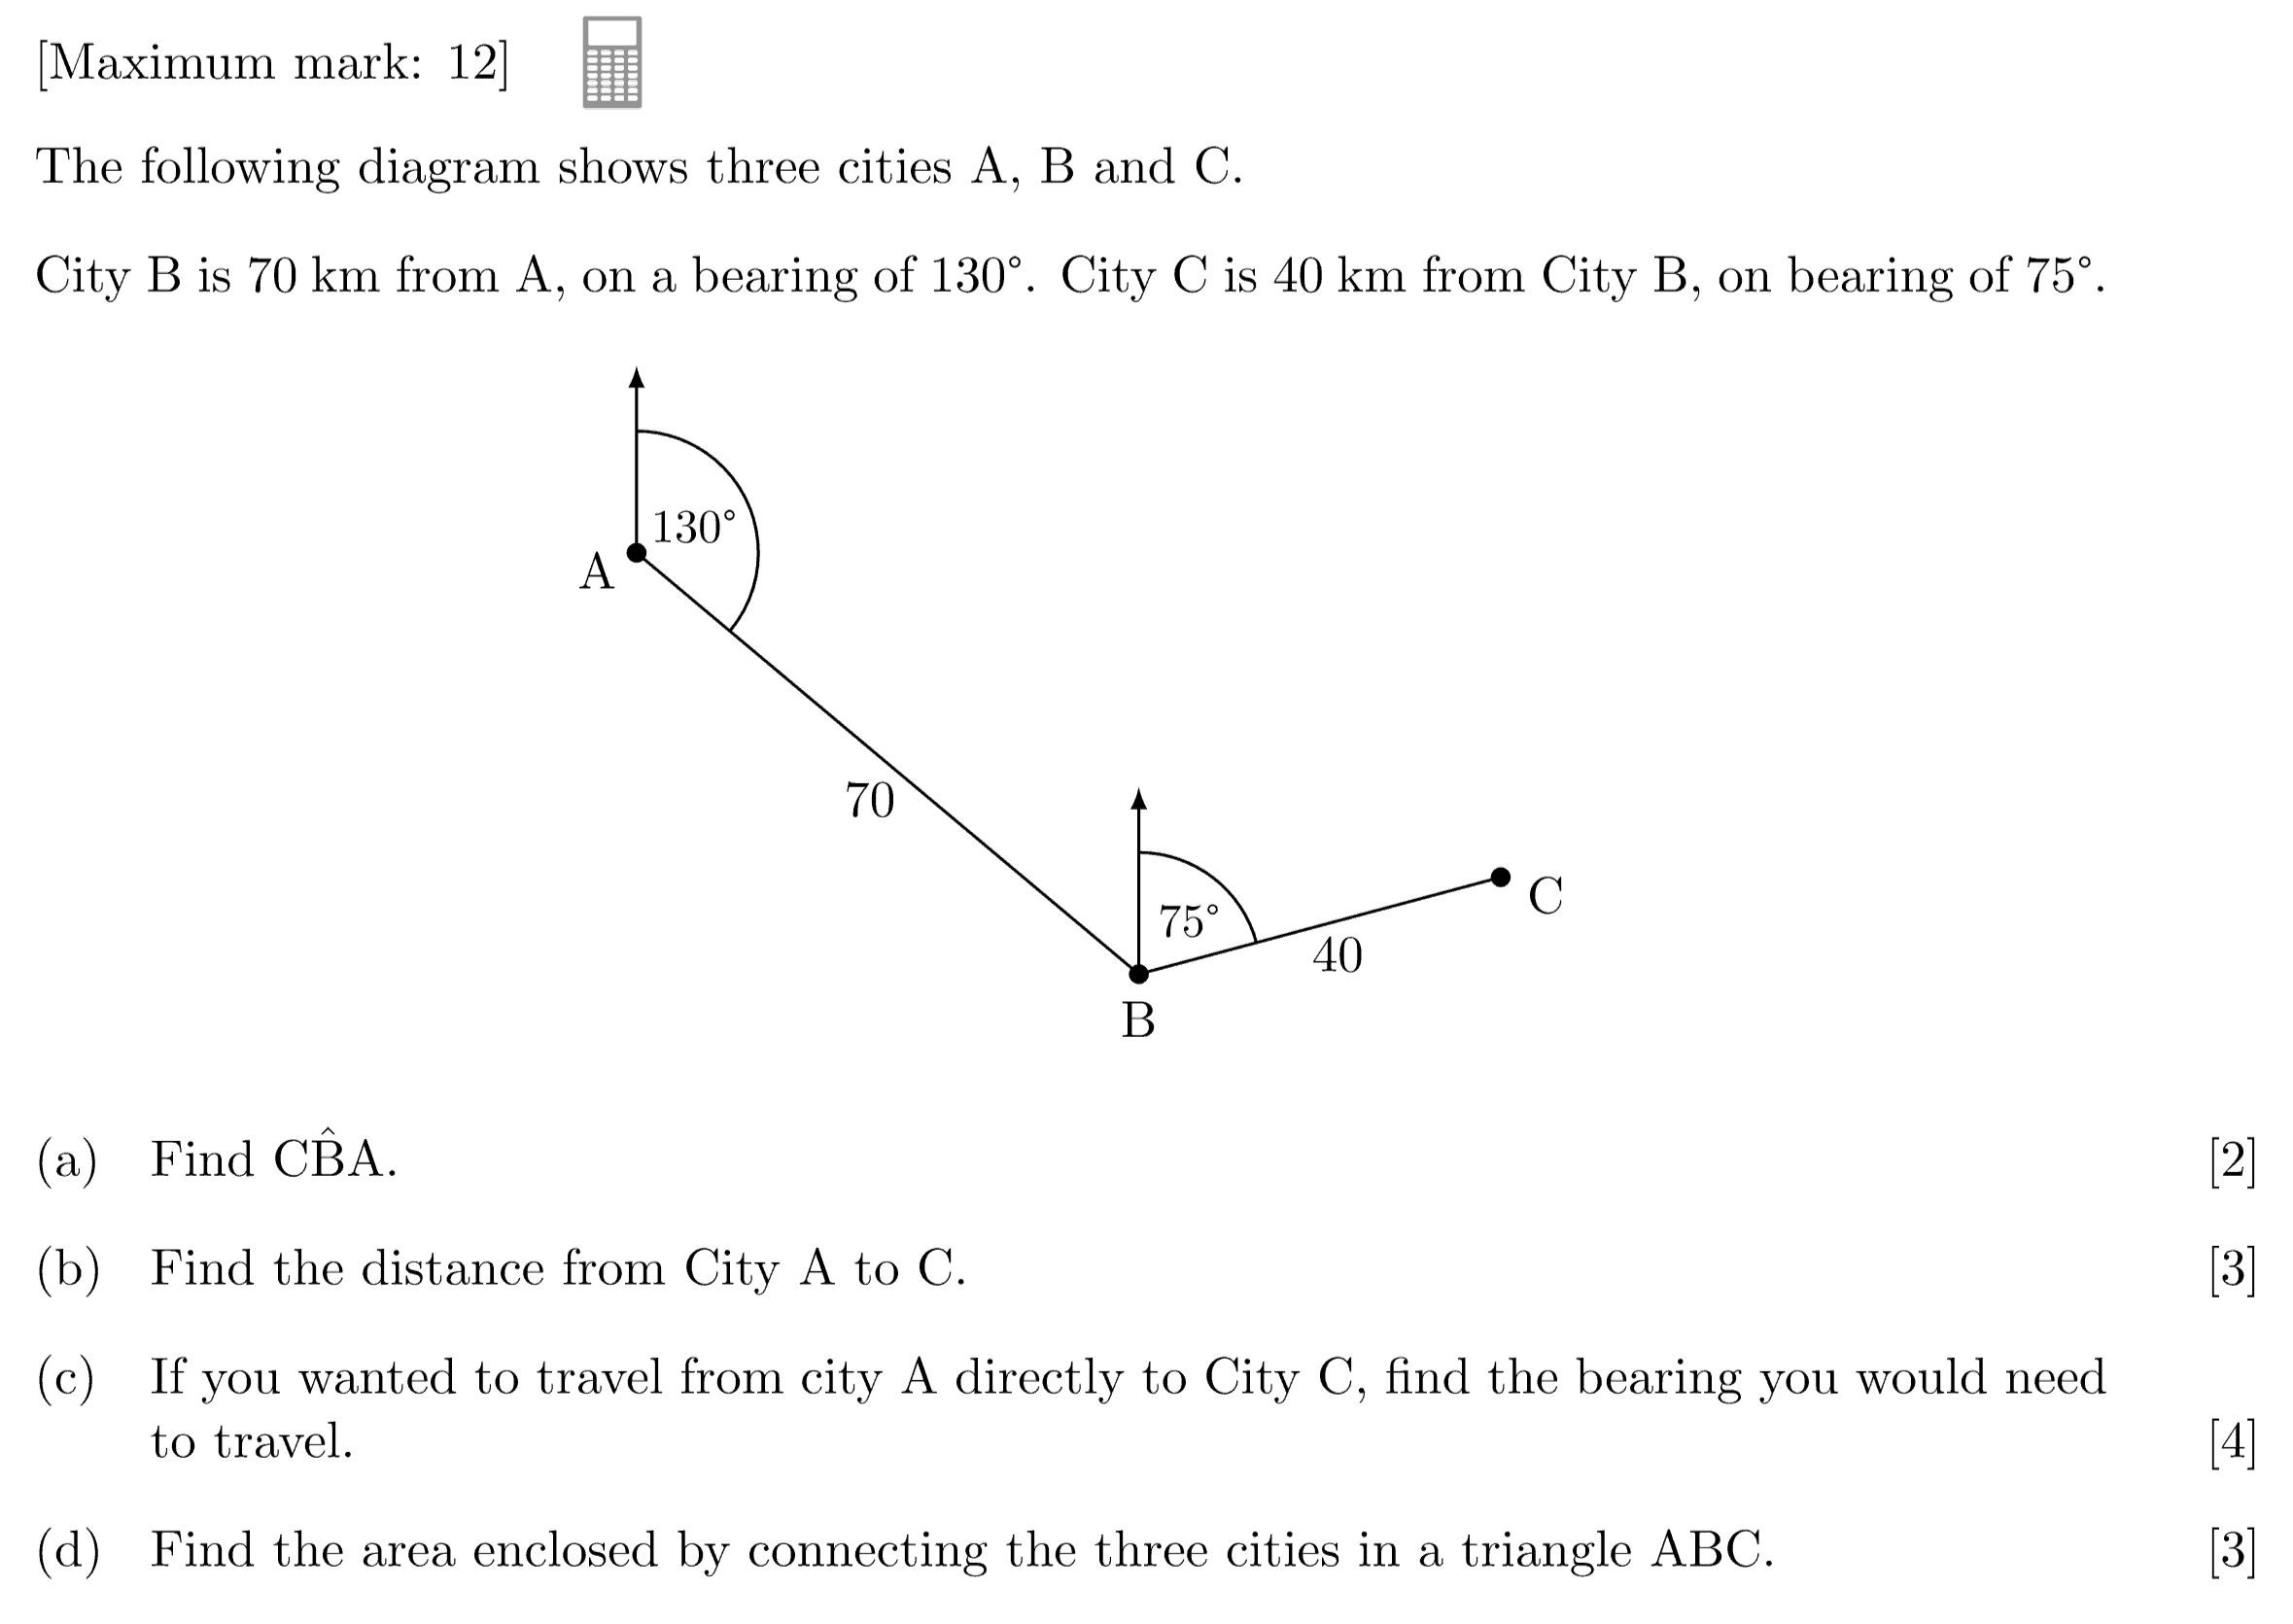 [Maximum mark: 12]
The following diagram shows three cities A, B and C.
City B is 70 km from A, on a bearing of 130°. City C is 40 km from City B, on bearing of 75°.
130°
A
70
75°
C
40
B
(a) Find CB̂A. [2]
(b) Find the distance from City A to C. [3]
(c) If you wanted to travel from city A directly to City C, find the bearing you would need
to travel. [4]
(d) Find the area enclosed by connecting the three cities in a triangle ABC. [3]